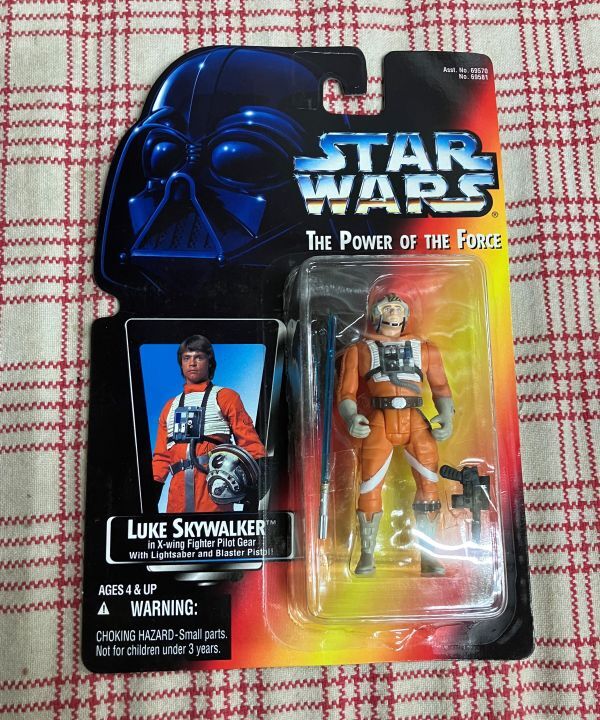 Asst. No. 69570
No. 69581
STAR
WARS®
THE POWER OF THE FORCE
LUKE SKYWALKER™
in X-wing Fighter Pilot Gear
With Lightsaber and Blaster Pistol!
AGES 4 & UP
⚠ WARNING:
CHOKING HAZARD-Small parts.
Not for children under 3 years.